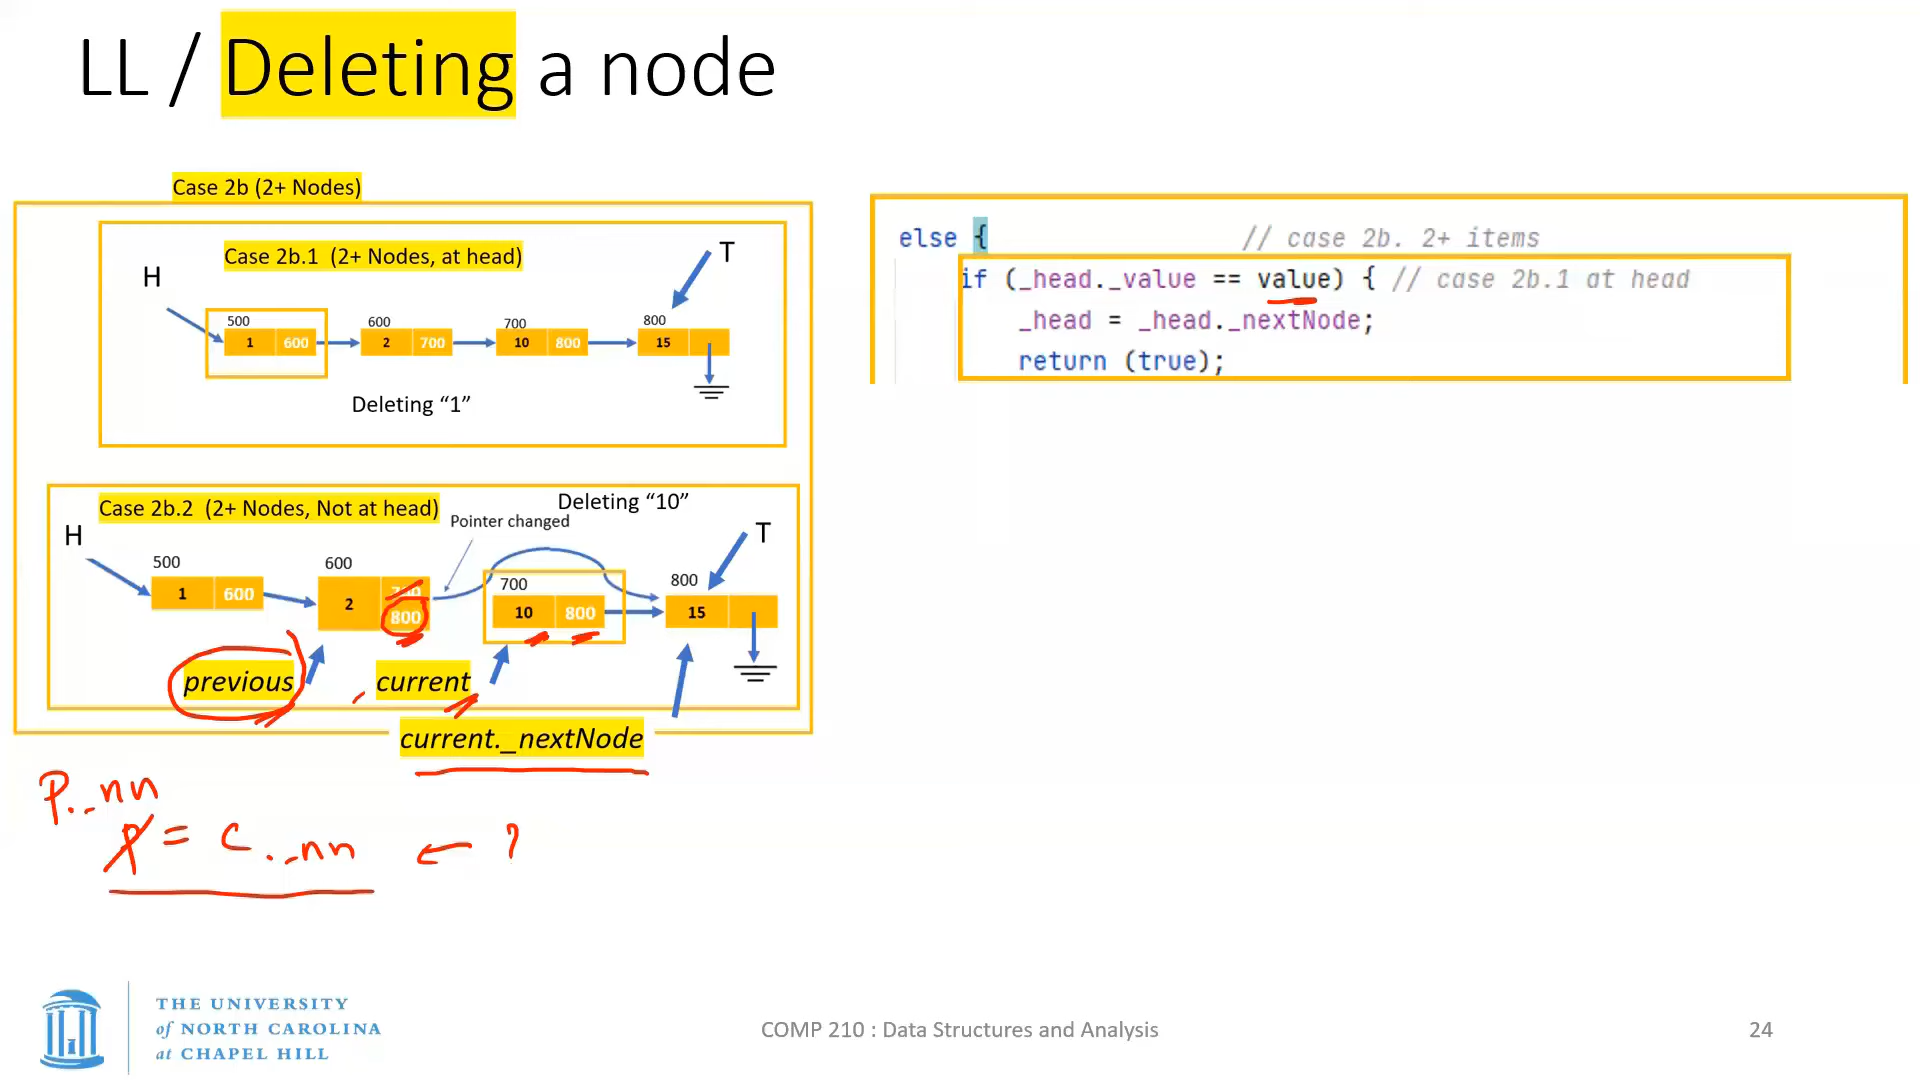 LL / Deleting a node
Case 2b (2+ Nodes)
Case 2b.1 (2+ Nodes, at head)
H
T
500
600
700
800
1 600
2 700
10 800
15
Deleting “1”
Case 2b.2 (2+ Nodes, Not at head)
Deleting “10”
Pointer changed
H
T
500
600
700
800
1 600
2 700
800
10 800
15
previous
current
current._nextNode
P._nn
P = C._nn ← ?
else { // case 2b. 2+ items
if (_head._value == value) { // case 2b.1 at head
_head = _head._nextNode;
return (true);
THE UNIVERSITY
of NORTH CAROLINA
at CHAPEL HILL
COMP 210 : Data Structures and Analysis
24